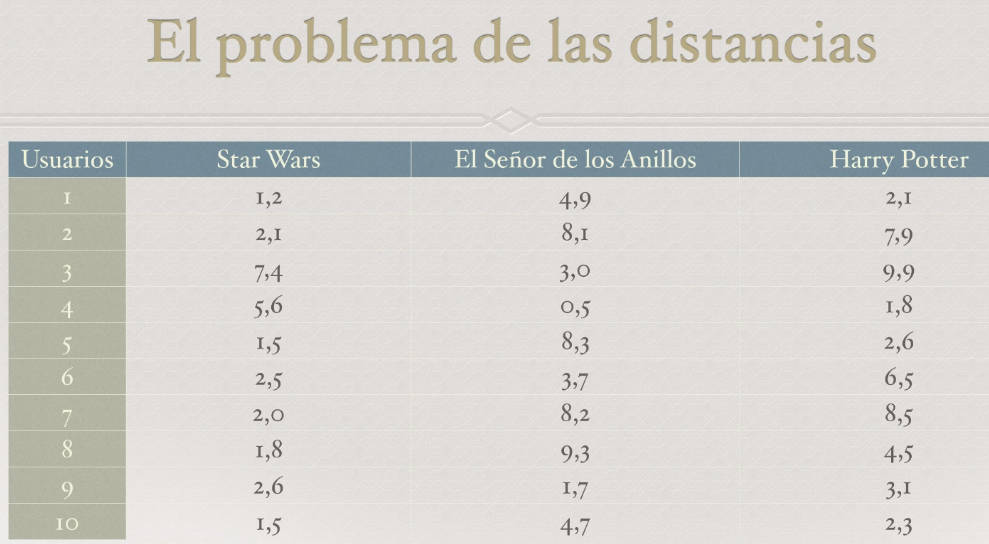 El problema de las distancias
Usuarios Star Wars El Señor de los Anillos Harry Potter
1 1,2 4,9 2,1
2 2,1 8,1 7,9
3 7,4 3,0 9,9
4 5,6 0,5 1,8
5 1,5 8,3 2,6
6 2,5 3,7 6,5
7 2,0 8,2 8,5
8 1,8 9,3 4,5
9 2,6 1,7 3,1
10 1,5 4,7 2,3